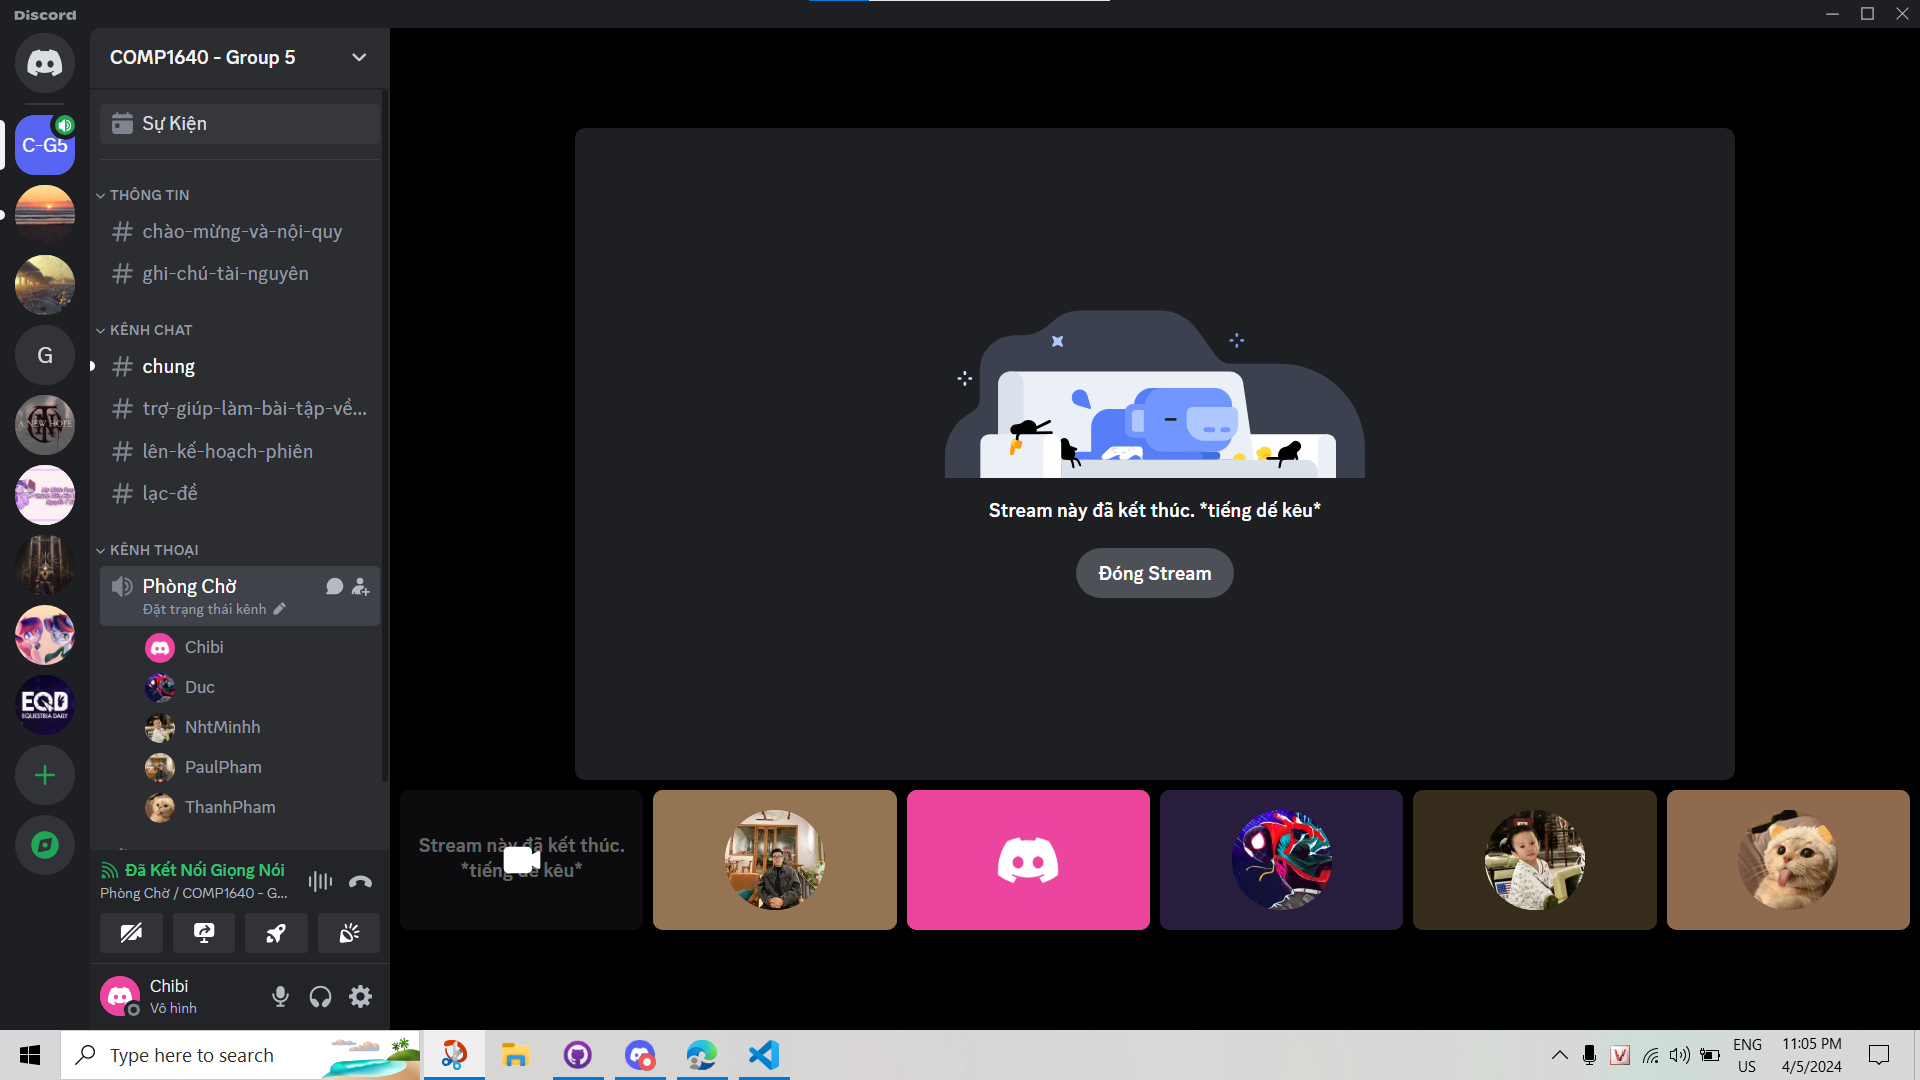 Discord
COMP1640 - Group 5
C-G5
G
A NEW HOPE
EQD
EQUESTRIA DAILY
Sự Kiện
THÔNG TIN
chào-mừng-và-nội-quy
ghi-chú-tài-nguyên
KÊNH CHAT
chung
trợ-giúp-làm-bài-tập-về...
lên-kế-hoạch-phiên
lạc-đề
KÊNH THOẠI
Phòng Chờ
Đặt trạng thái kênh
Chibi
Duc
NhtMinhh
PaulPham
ThanhPham
Đã Kết Nối Giọng Nói
Phòng Chờ / COMP1640 - G...
Chibi
Vô hình
Stream này đã kết thúc. *tiếng dế kêu*
Đóng Stream
Stream này đã kết thúc.
*tiếng dế kêu*
Type here to search
ENG
US
11:05 PM
4/5/2024